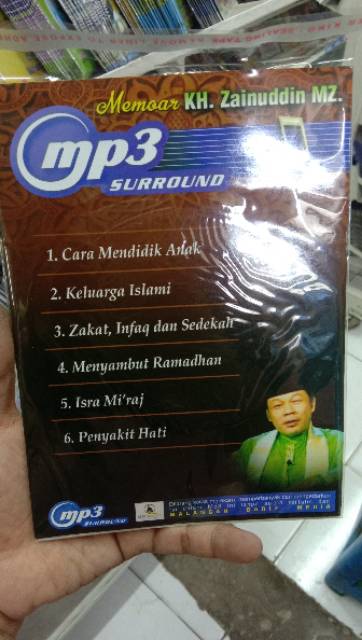 Memoar KH. Zainuddin MZ.
mp3
SURROUND
1. Cara Mendidik Anak
2. Keluarga Islami
3. Zakat, Infaq dan Sedekah
4. Menyambut Ramadhan
5. Isra Mi'raj
6. Penyakit Hati
mp3
SURROUND